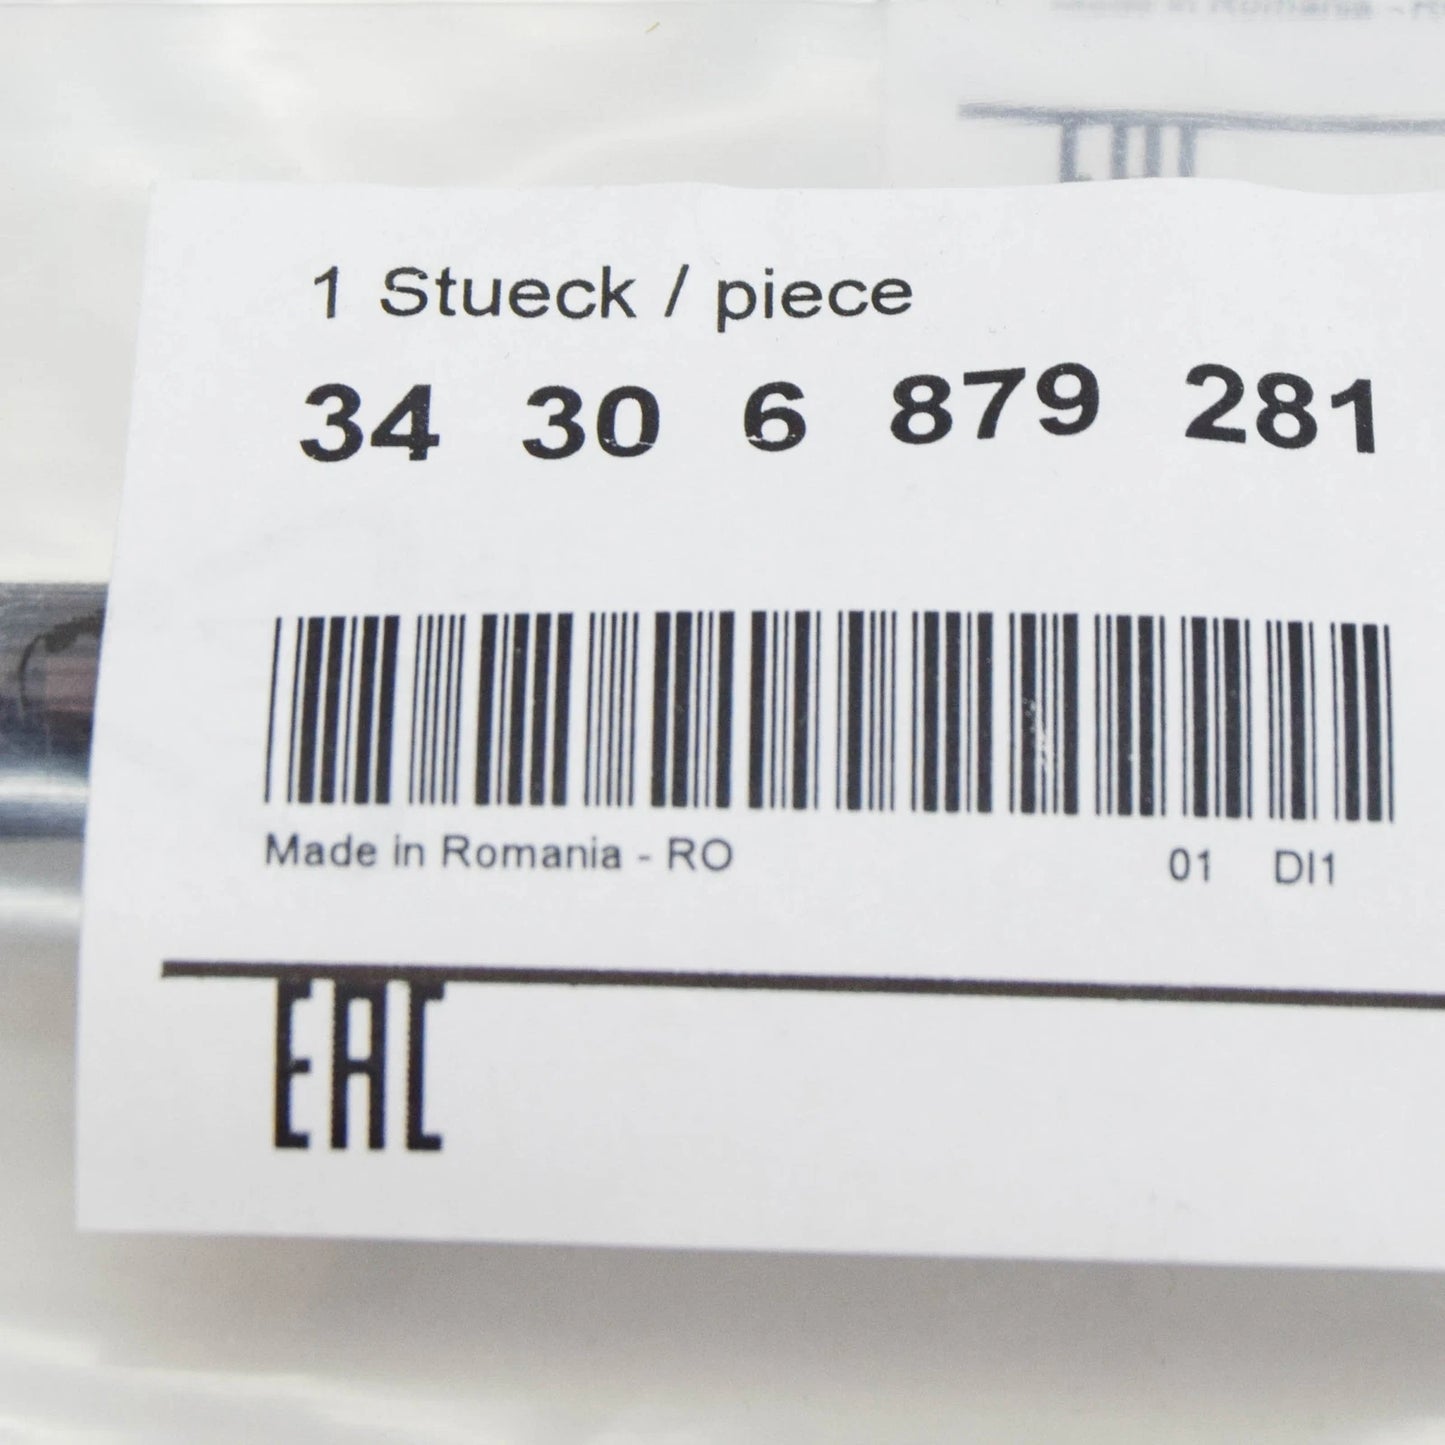 1 Stueck / piece
34 30 6 879 281
Made in Romania - RO 01 DI1
EAC